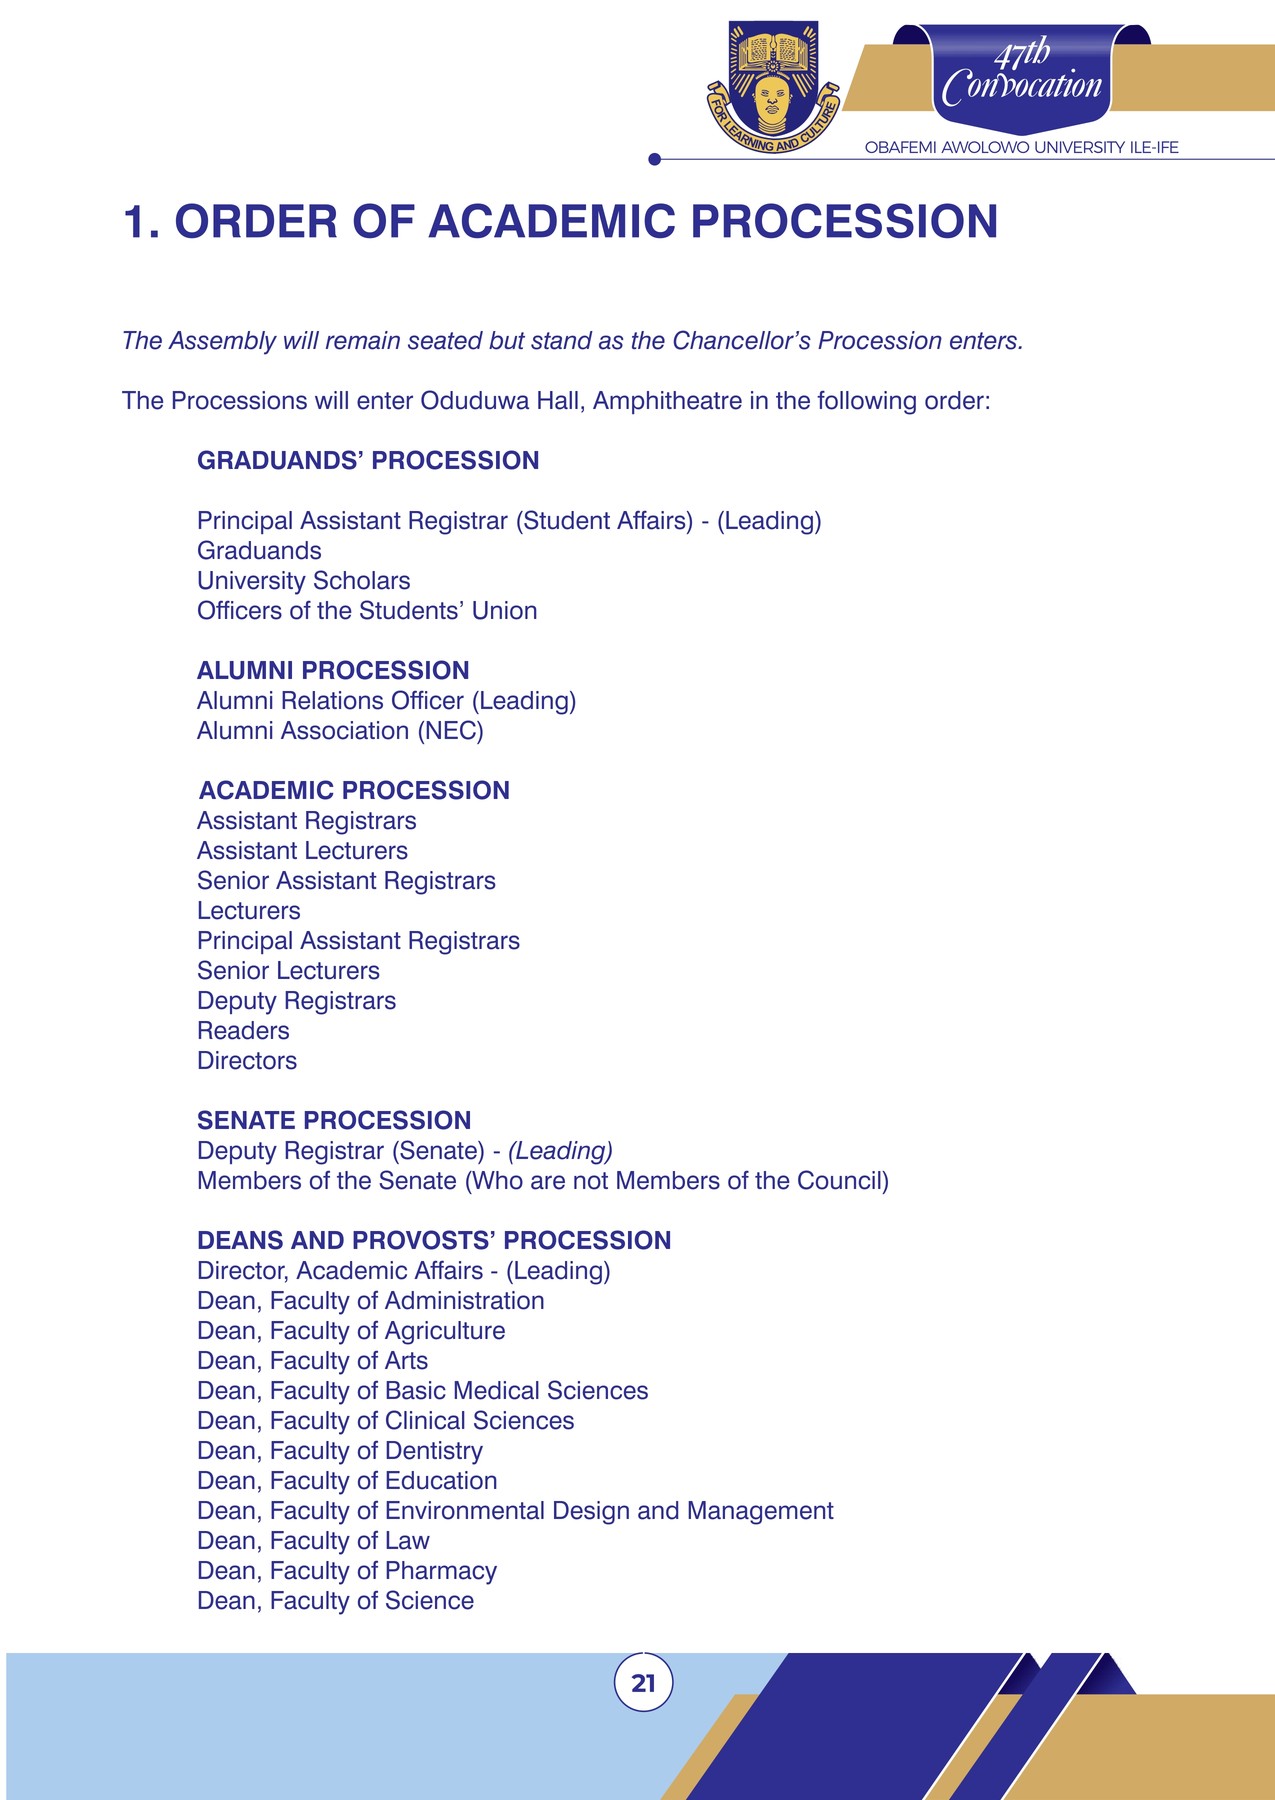 47th
Convocation
FOR LEARNING AND CULTURE
OBAFEMI AWOLOWO UNIVERSITY ILE-IFE
1. ORDER OF ACADEMIC PROCESSION
The Assembly will remain seated but stand as the Chancellor’s Procession enters.
The Processions will enter Oduduwa Hall, Amphitheatre in the following order:
GRADUANDS’ PROCESSION
Principal Assistant Registrar (Student Affairs) - (Leading)
Graduands
University Scholars
Officers of the Students’ Union
ALUMNI PROCESSION
Alumni Relations Officer (Leading)
Alumni Association (NEC)
ACADEMIC PROCESSION
Assistant Registrars
Assistant Lecturers
Senior Assistant Registrars
Lecturers
Principal Assistant Registrars
Senior Lecturers
Deputy Registrars
Readers
Directors
SENATE PROCESSION
Deputy Registrar (Senate) - (Leading)
Members of the Senate (Who are not Members of the Council)
DEANS AND PROVOSTS’ PROCESSION
Director, Academic Affairs - (Leading)
Dean, Faculty of Administration
Dean, Faculty of Agriculture
Dean, Faculty of Arts
Dean, Faculty of Basic Medical Sciences
Dean, Faculty of Clinical Sciences
Dean, Faculty of Dentistry
Dean, Faculty of Education
Dean, Faculty of Environmental Design and Management
Dean, Faculty of Law
Dean, Faculty of Pharmacy
Dean, Faculty of Science
21